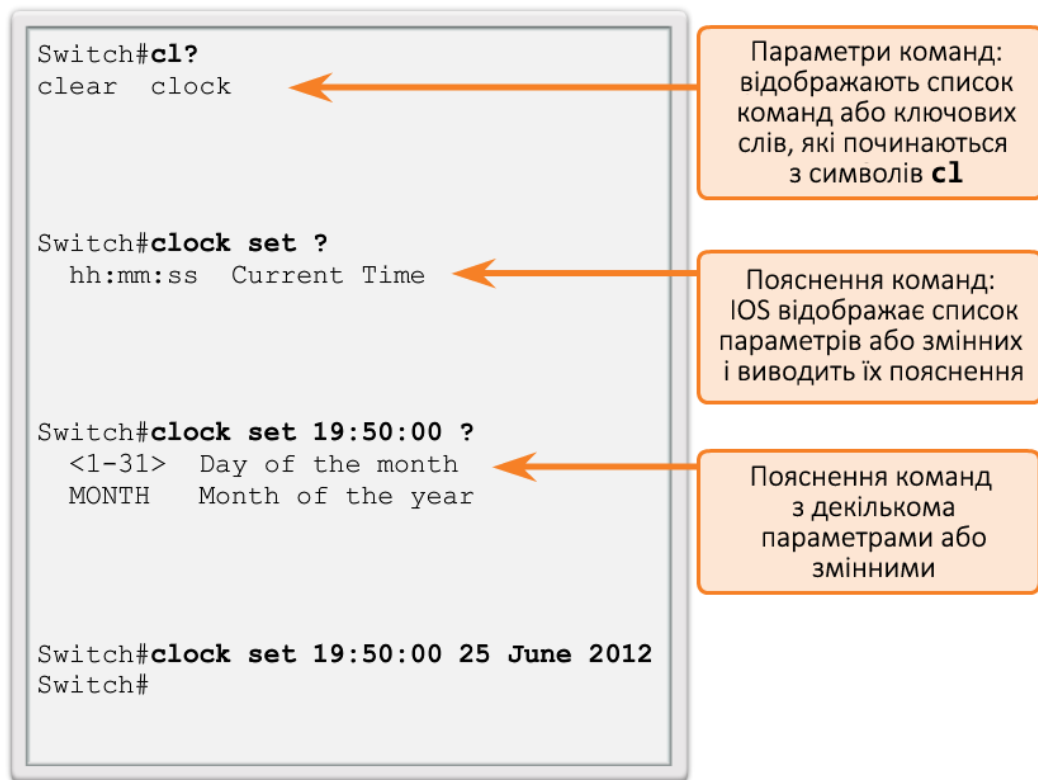 Switch#cl?
clear  clock
Параметри команд:
відображають список
команд або ключових
слів, які починаються
з символів cl
Switch#clock set ?
  hh:mm:ss  Current Time
Пояснення команд:
IOS відображає список
параметрів або змінних
і виводить їх пояснення
Switch#clock set 19:50:00 ?
  <1-31>  Day of the month
  MONTH   Month of the year
Пояснення команд
з декількома
параметрами або
змінними
Switch#clock set 19:50:00 25 June 2012
Switch#